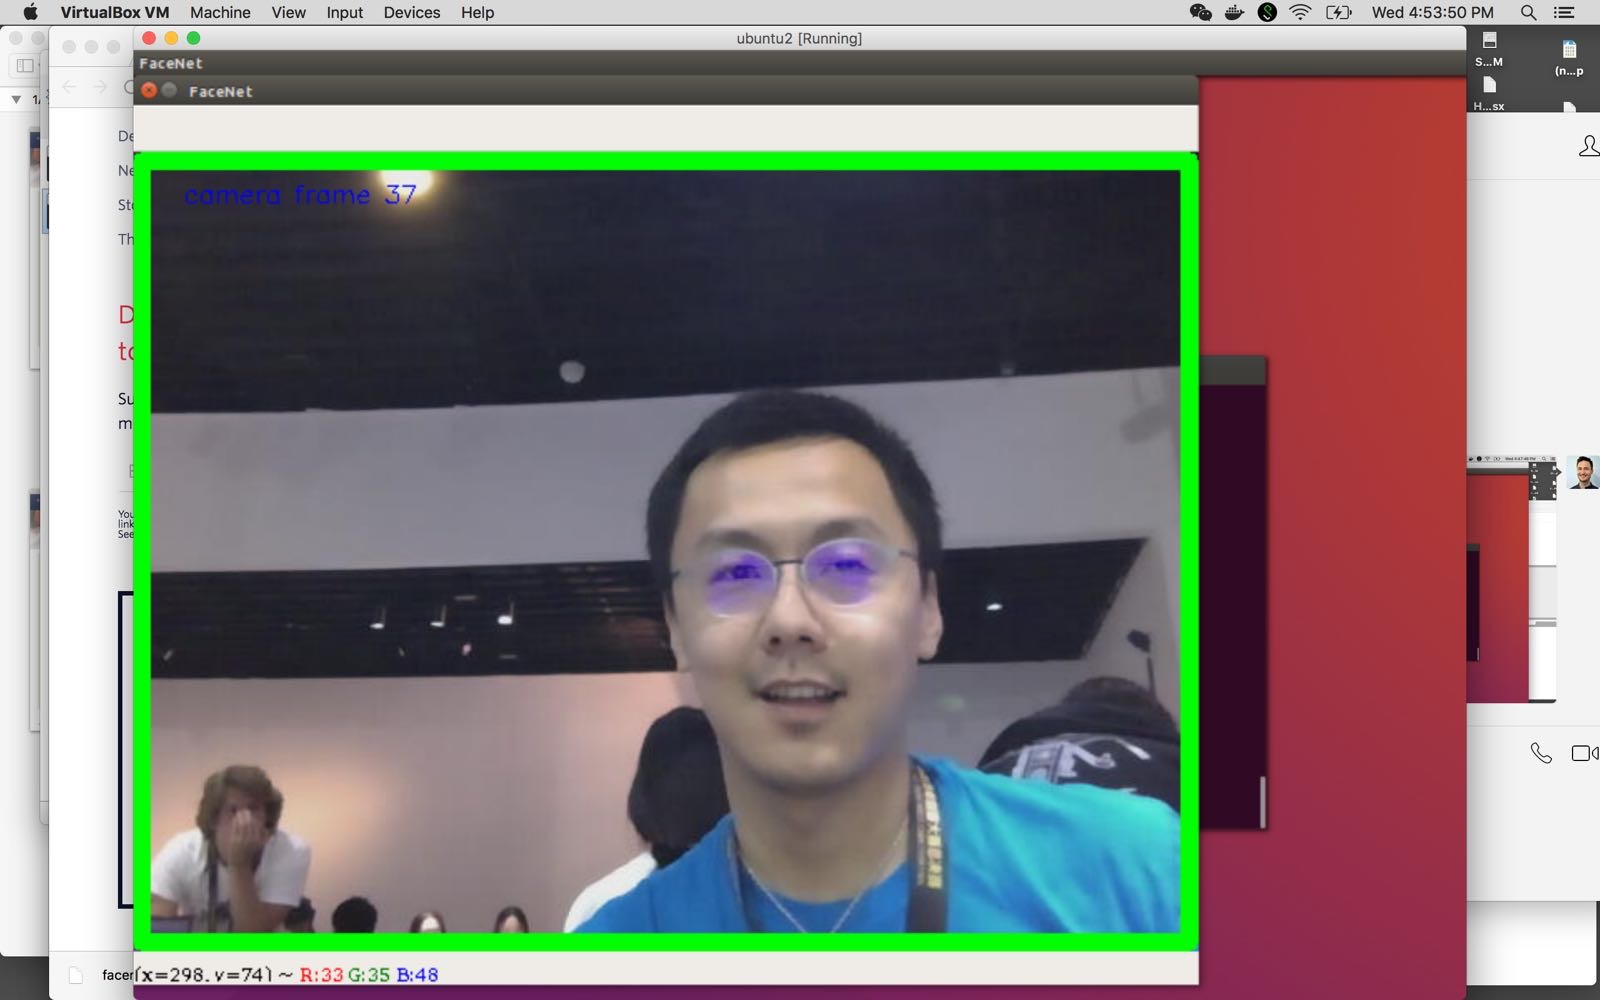 VirtualBox VM Machine View Input Devices Help Wed 4:53:50 PM
ubuntu2 [Running]
FaceNet
FaceNet
S...M
(n...p
H...sx
De
Ne
Sto
Th
camera frame 37
D
to
Su
m
You
link
See
facer
(x=298, y=74) ~ R:33 G:35 B:48